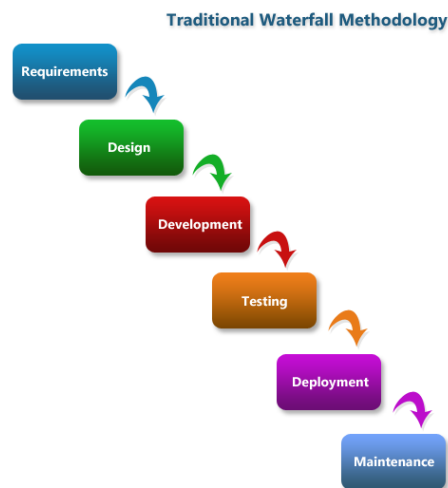 Traditional Waterfall Methodology
Requirements
Design
Development
Testing
Deployment
Maintenance